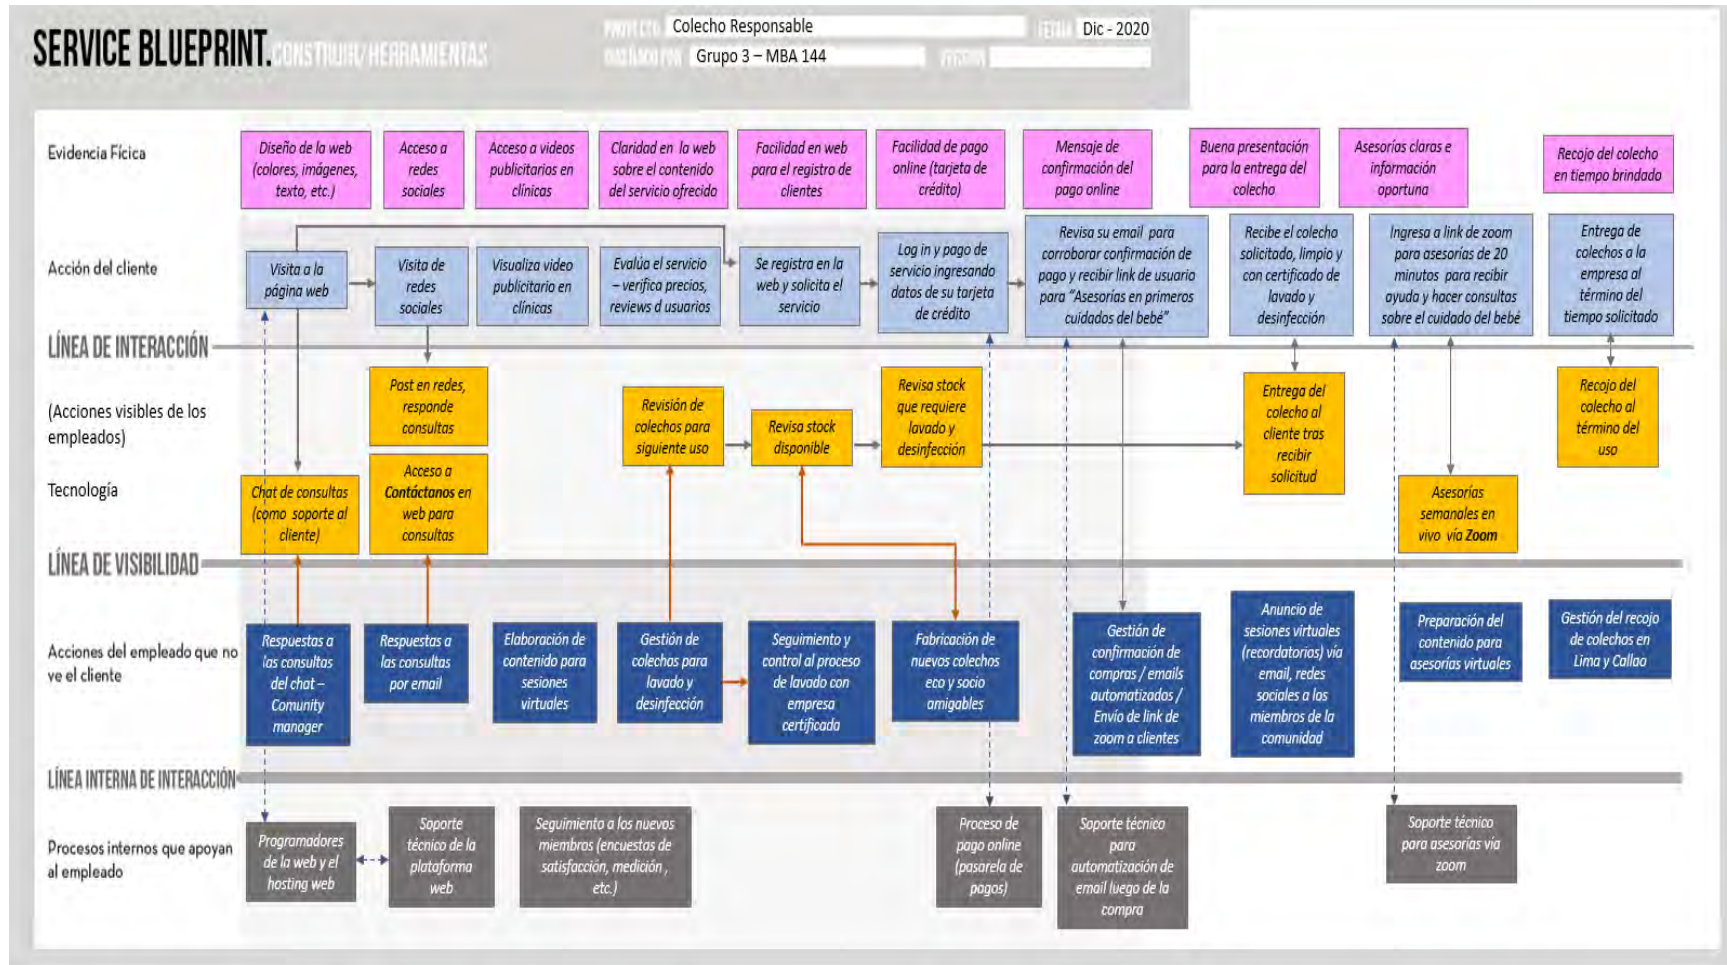 SERVICE BLUEPRINT. CONSTRUIR/HERRAMIENTAS
PROYECTO Colecho Responsable
FECHA Dic - 2020
DISEÑADO POR Grupo 3 – MBA 144
VERSIÓN
Evidencia Fícica
Diseño de la web
(colores, imágenes,
texto, etc.)
Acceso a
redes
sociales
Acceso a videos
publicitarios en
clínicas
Claridad en la web
sobre el contenido
del servicio ofrecido
Facilidad en web
para el registro de
clientes
Facilidad de pago
online (tarjeta de
crédito)
Mensaje de
confirmación del
pago online
Buena presentación
para la entrega del
colecho
Asesorías claras e
información
oportuna
Recojo del colecho
en tiempo brindado
Acción del cliente
Visita a la
página web
Visita de
redes
sociales
Visualiza video
publicitario en
clínicas
Evalúa el servicio
– verifica precios,
reviews d usuarios
Se registra en la
web y solicita el
servicio
Log in y pago de
servicio ingresando
datos de su tarjeta
de crédito
Revisa su email para
corroborar confirmación de
pago y recibir link de usuario
para "Asesorías en primeros
cuidados del bebé"
Recibe el colecho
solicitado, limpio y
con certificado de
lavado y
desinfección
Ingresa a link de zoom
para asesorías de 20
minutos para recibir
ayuda y hacer consultas
sobre el cuidado del bebé
Entrega de
colechos a la
empresa al
término del
tiempo solicitado
LÍNEA DE INTERACCIÓN
(Acciones visibles de los
empleados)
Tecnología
Post en redes,
responde
consultas
Revisión de
colechos para
siguiente uso
Revisa stock
disponible
Revisa stock
que requiere
lavado y
desinfección
Entrega del
colecho al
cliente tras
recibir
solicitud
Recojo del
colecho al
término del
uso
Chat de consultas
(como soporte al
cliente)
Acceso a
Contáctanos en
web para
consultas
Asesorías
semanales en
vivo vía Zoom
LÍNEA DE VISIBILIDAD
Acciones del empleado que no
ve el cliente
Respuestas a
las consultas
del chat –
Comunity
manager
Respuestas a
las consultas
por email
Elaboración de
contenido para
sesiones
virtuales
Gestión de
colechos para
lavado y
desinfección
Seguimiento y
control al proceso
de lavado con
empresa
certificada
Fabricación de
nuevos colechos
eco y socio
amigables
Gestión de
confirmación de
compras / emails
automatizados /
Envío de link de
zoom a clientes
Anuncio de
sesiones virtuales
(recordatorios) vía
email, redes
sociales a los
miembros de la
comunidad
Preparación del
contenido para
asesorías virtuales
Gestión del recojo
de colechos en
Lima y Callao
LÍNEA INTERNA DE INTERACCIÓN
Procesos internos que apoyan
al empleado
Programadores
de la web y el
hosting web
Soporte
técnico de la
plataforma
web
Seguimiento a los nuevos
miembros (encuestas de
satisfacción, medición ,
etc.)
Proceso de
pago online
(pasarela de
pagos)
Soporte técnico
para
automatización de
email luego de la
compra
Soporte técnico
para asesorías via
zoom